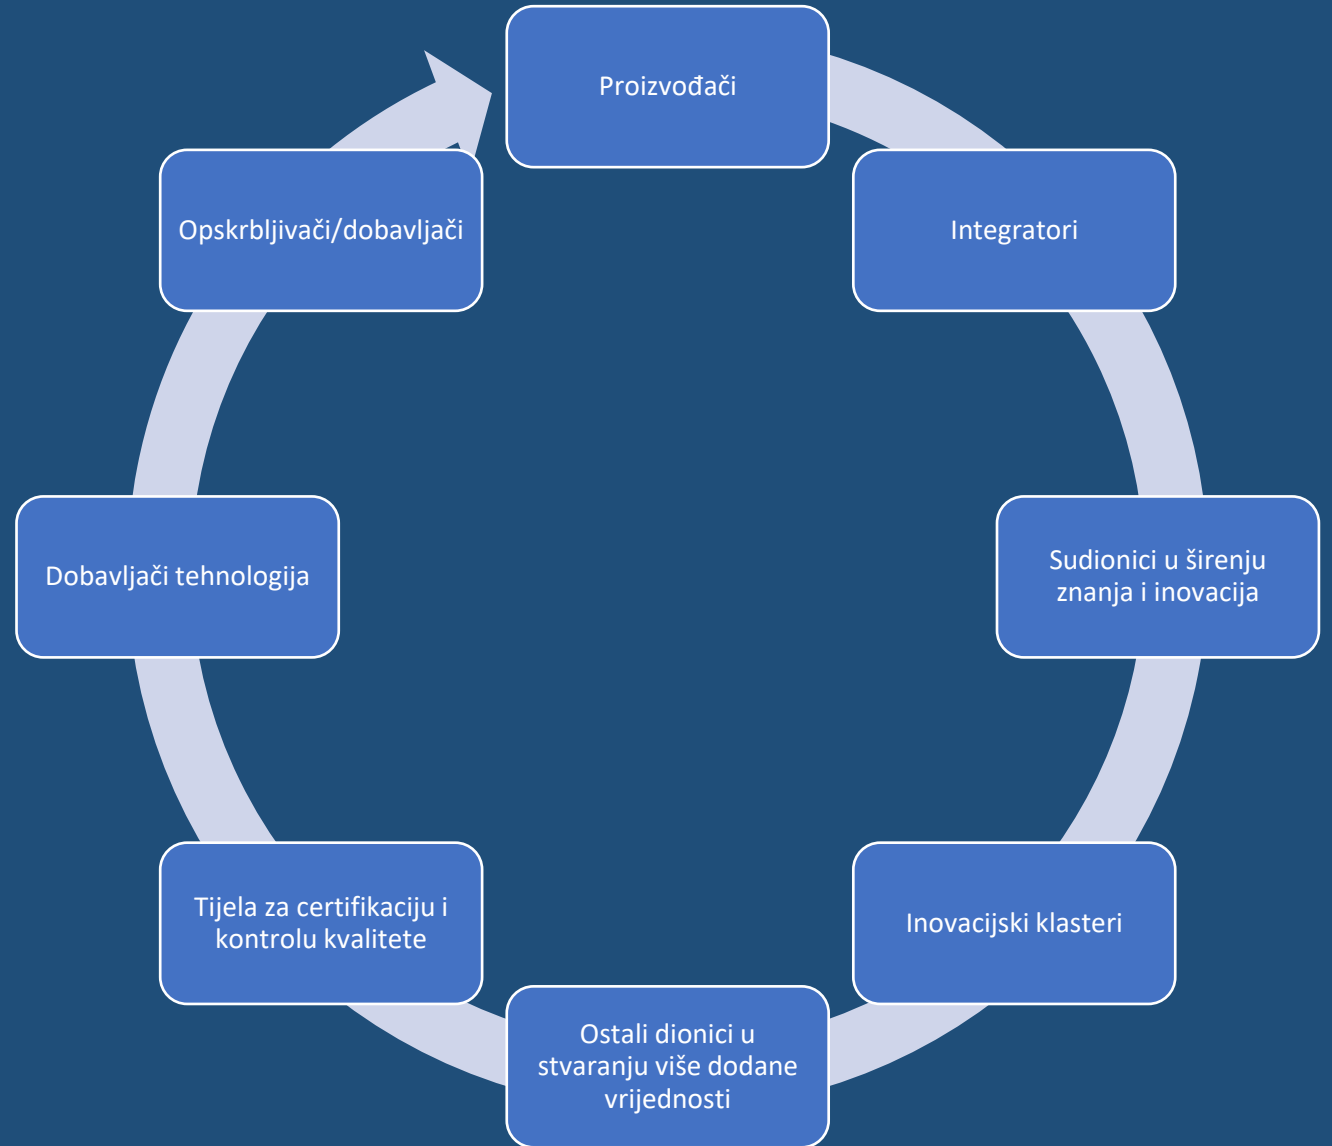 Proizvođači
Integratori
Sudionici u širenju
znanja i inovacija
Inovacijski klasteri
Ostali dionici u
stvaranju više dodane
vrijednosti
Tijela za certifikaciju i
kontrolu kvalitete
Dobavljači tehnologija
Opskrbljivači/dobavljači